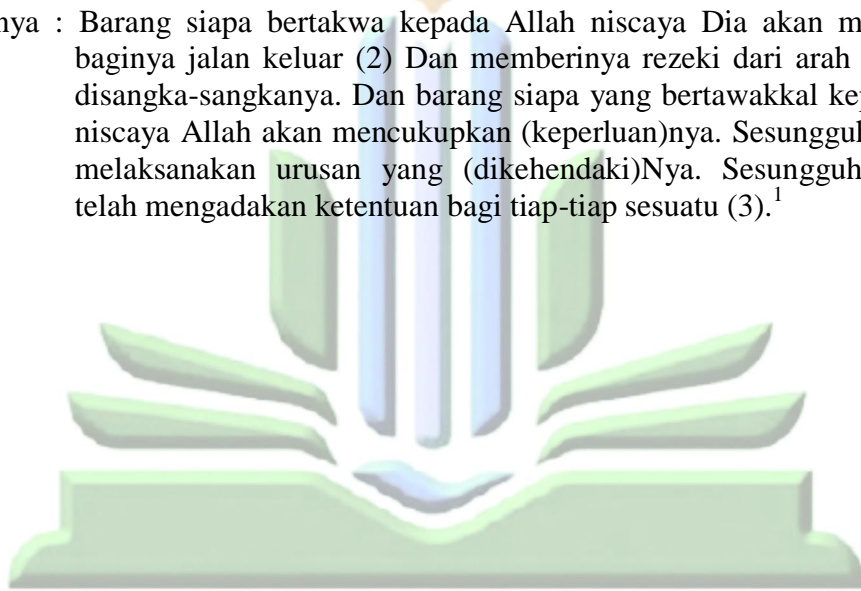 nya : Barang siapa bertakwa kepada Allah niscaya Dia akan m
baginya jalan keluar (2) Dan memberinya rezeki dari arah
disangka-sangkanya. Dan barang siapa yang bertawakkal kep
niscaya Allah akan mencukupkan (keperluan)nya. Sesungguh
melaksanakan urusan yang (dikehendaki)Nya. Sesungguh
telah mengadakan ketentuan bagi tiap-tiap sesuatu (3).¹